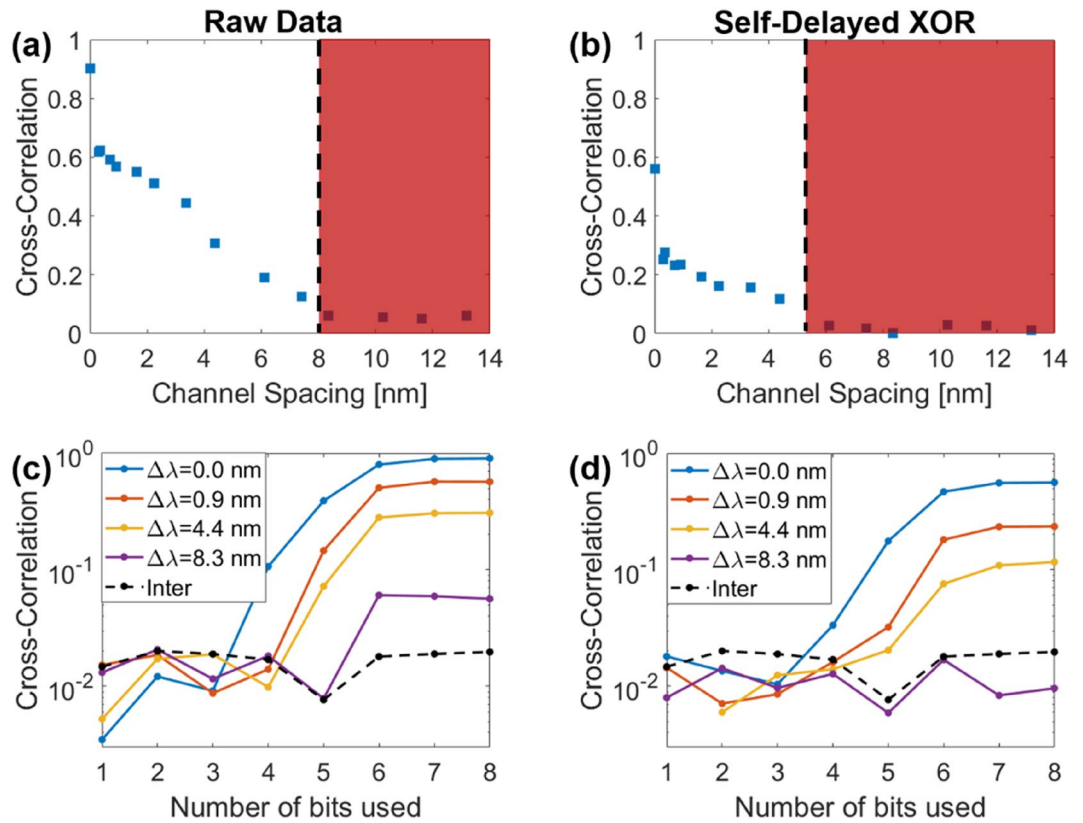 Raw Data
Self-Delayed XOR
(a)
Cross-Correlation
1
0.8
0.6
0.4
0.2
0
0 2 4 6 8 10 12 14
Channel Spacing [nm]
(b)
Cross-Correlation
1
0.8
0.6
0.4
0.2
0
0 2 4 6 8 10 12 14
Channel Spacing [nm]
(c)
Cross-Correlation
10^0
10^-1
10^-2
Δλ=0.0 nm
Δλ=0.9 nm
Δλ=4.4 nm
Δλ=8.3 nm
Inter
1 2 3 4 5 6 7 8
Number of bits used
(d)
Cross-Correlation
10^0
10^-1
10^-2
Δλ=0.0 nm
Δλ=0.9 nm
Δλ=4.4 nm
Δλ=8.3 nm
Inter
1 2 3 4 5 6 7 8
Number of bits used